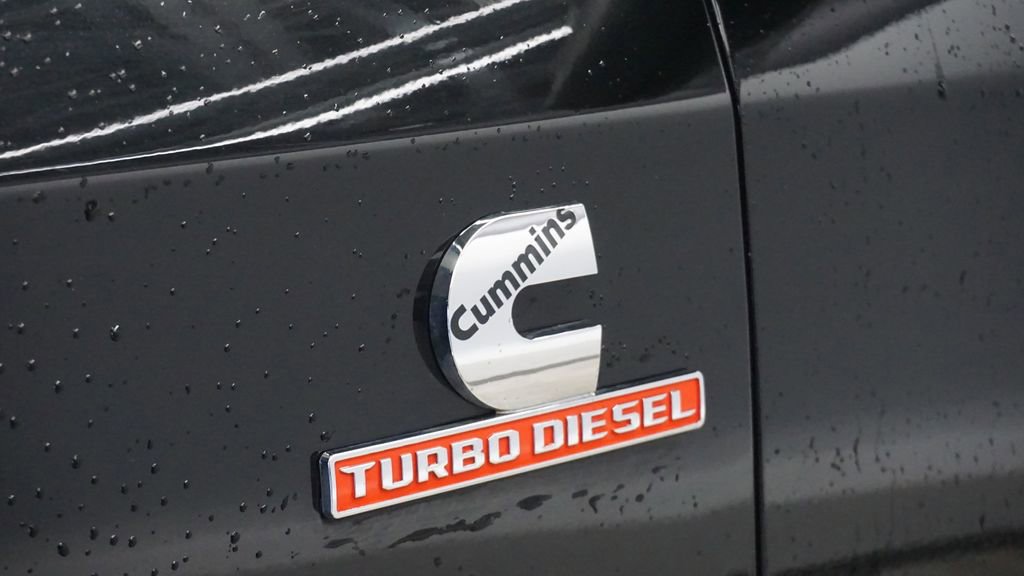 Cummins
TURBO DIESEL